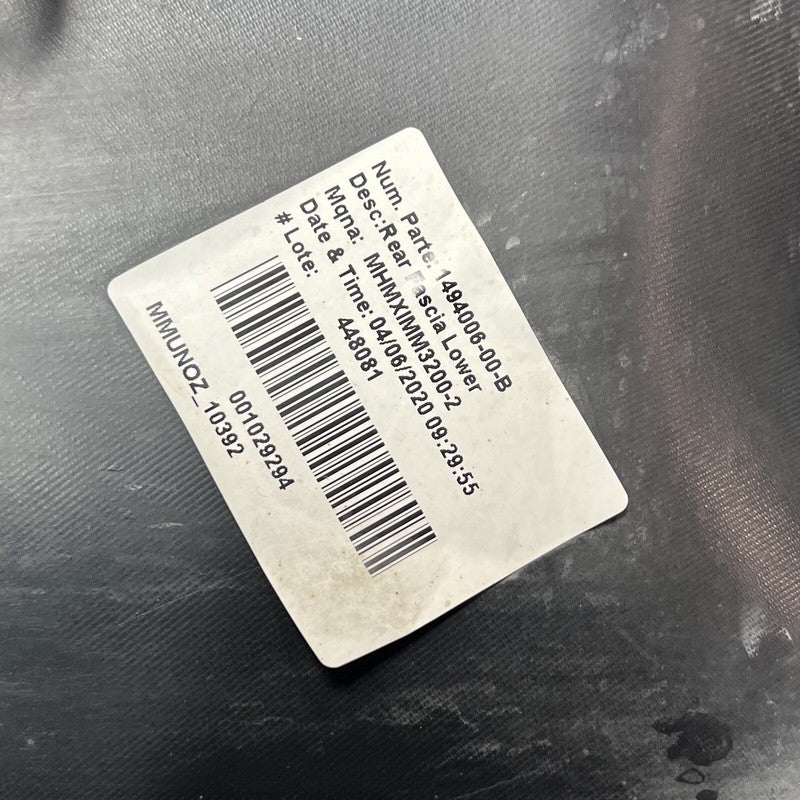 Num. Parte: 1494006-00-B
Desc:Rear Fascia Lower
Mqna: MHMXIMM3200-2
Date & Time: 04/06/2020 09:29:55
# Lote: 448081
001029294
MMUNOZ_10392